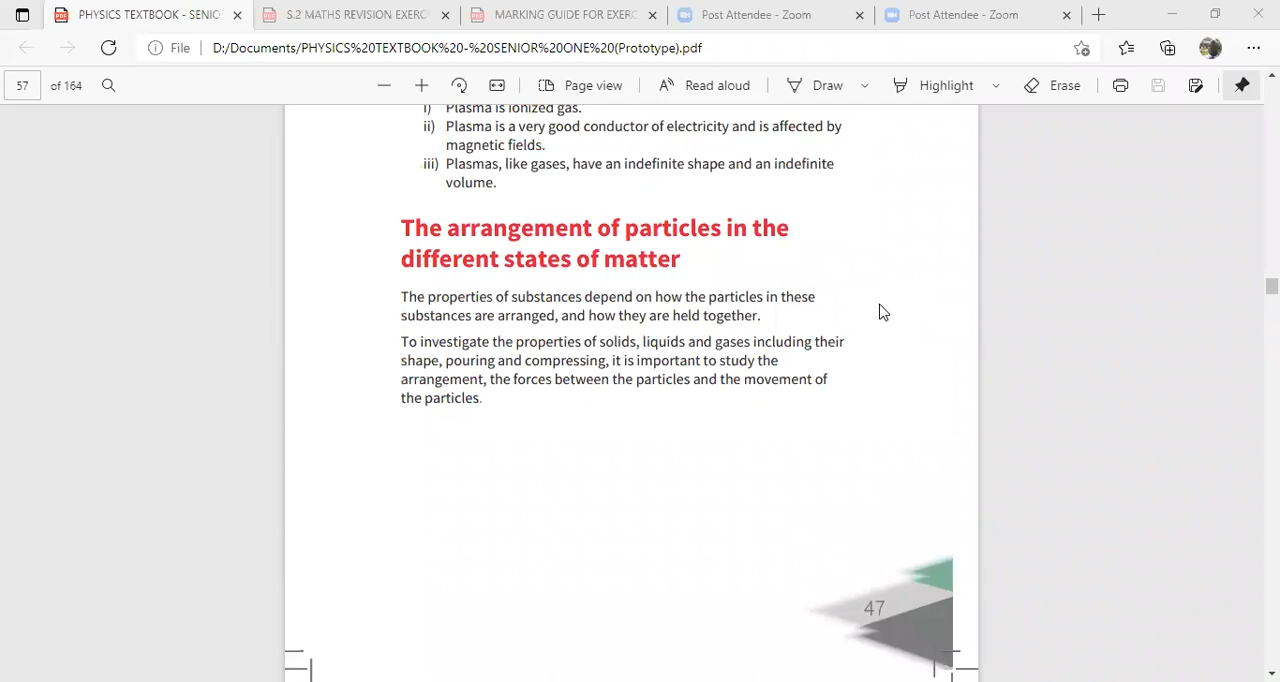 PHYSICS TEXTBOOK - SENIO
S.2 MATHS REVISION EXERC
MARKING GUIDE FOR EXERC
Post Attendee - Zoom
Post Attendee - Zoom
File
D:/Documents/PHYSICS%20TEXTBOOK%20-%20SENIOR%20ONE%20(Prototype).pdf
57 of 164
Page view
Read aloud
Draw
Highlight
Erase
i) Plasma is ionized gas.
ii) Plasma is a very good conductor of electricity and is affected by
magnetic fields.
iii) Plasmas, like gases, have an indefinite shape and an indefinite
volume.
The arrangement of particles in the
different states of matter
The properties of substances depend on how the particles in these
substances are arranged, and how they are held together.
To investigate the properties of solids, liquids and gases including their
shape, pouring and compressing, it is important to study the
arrangement, the forces between the particles and the movement of
the particles.
47